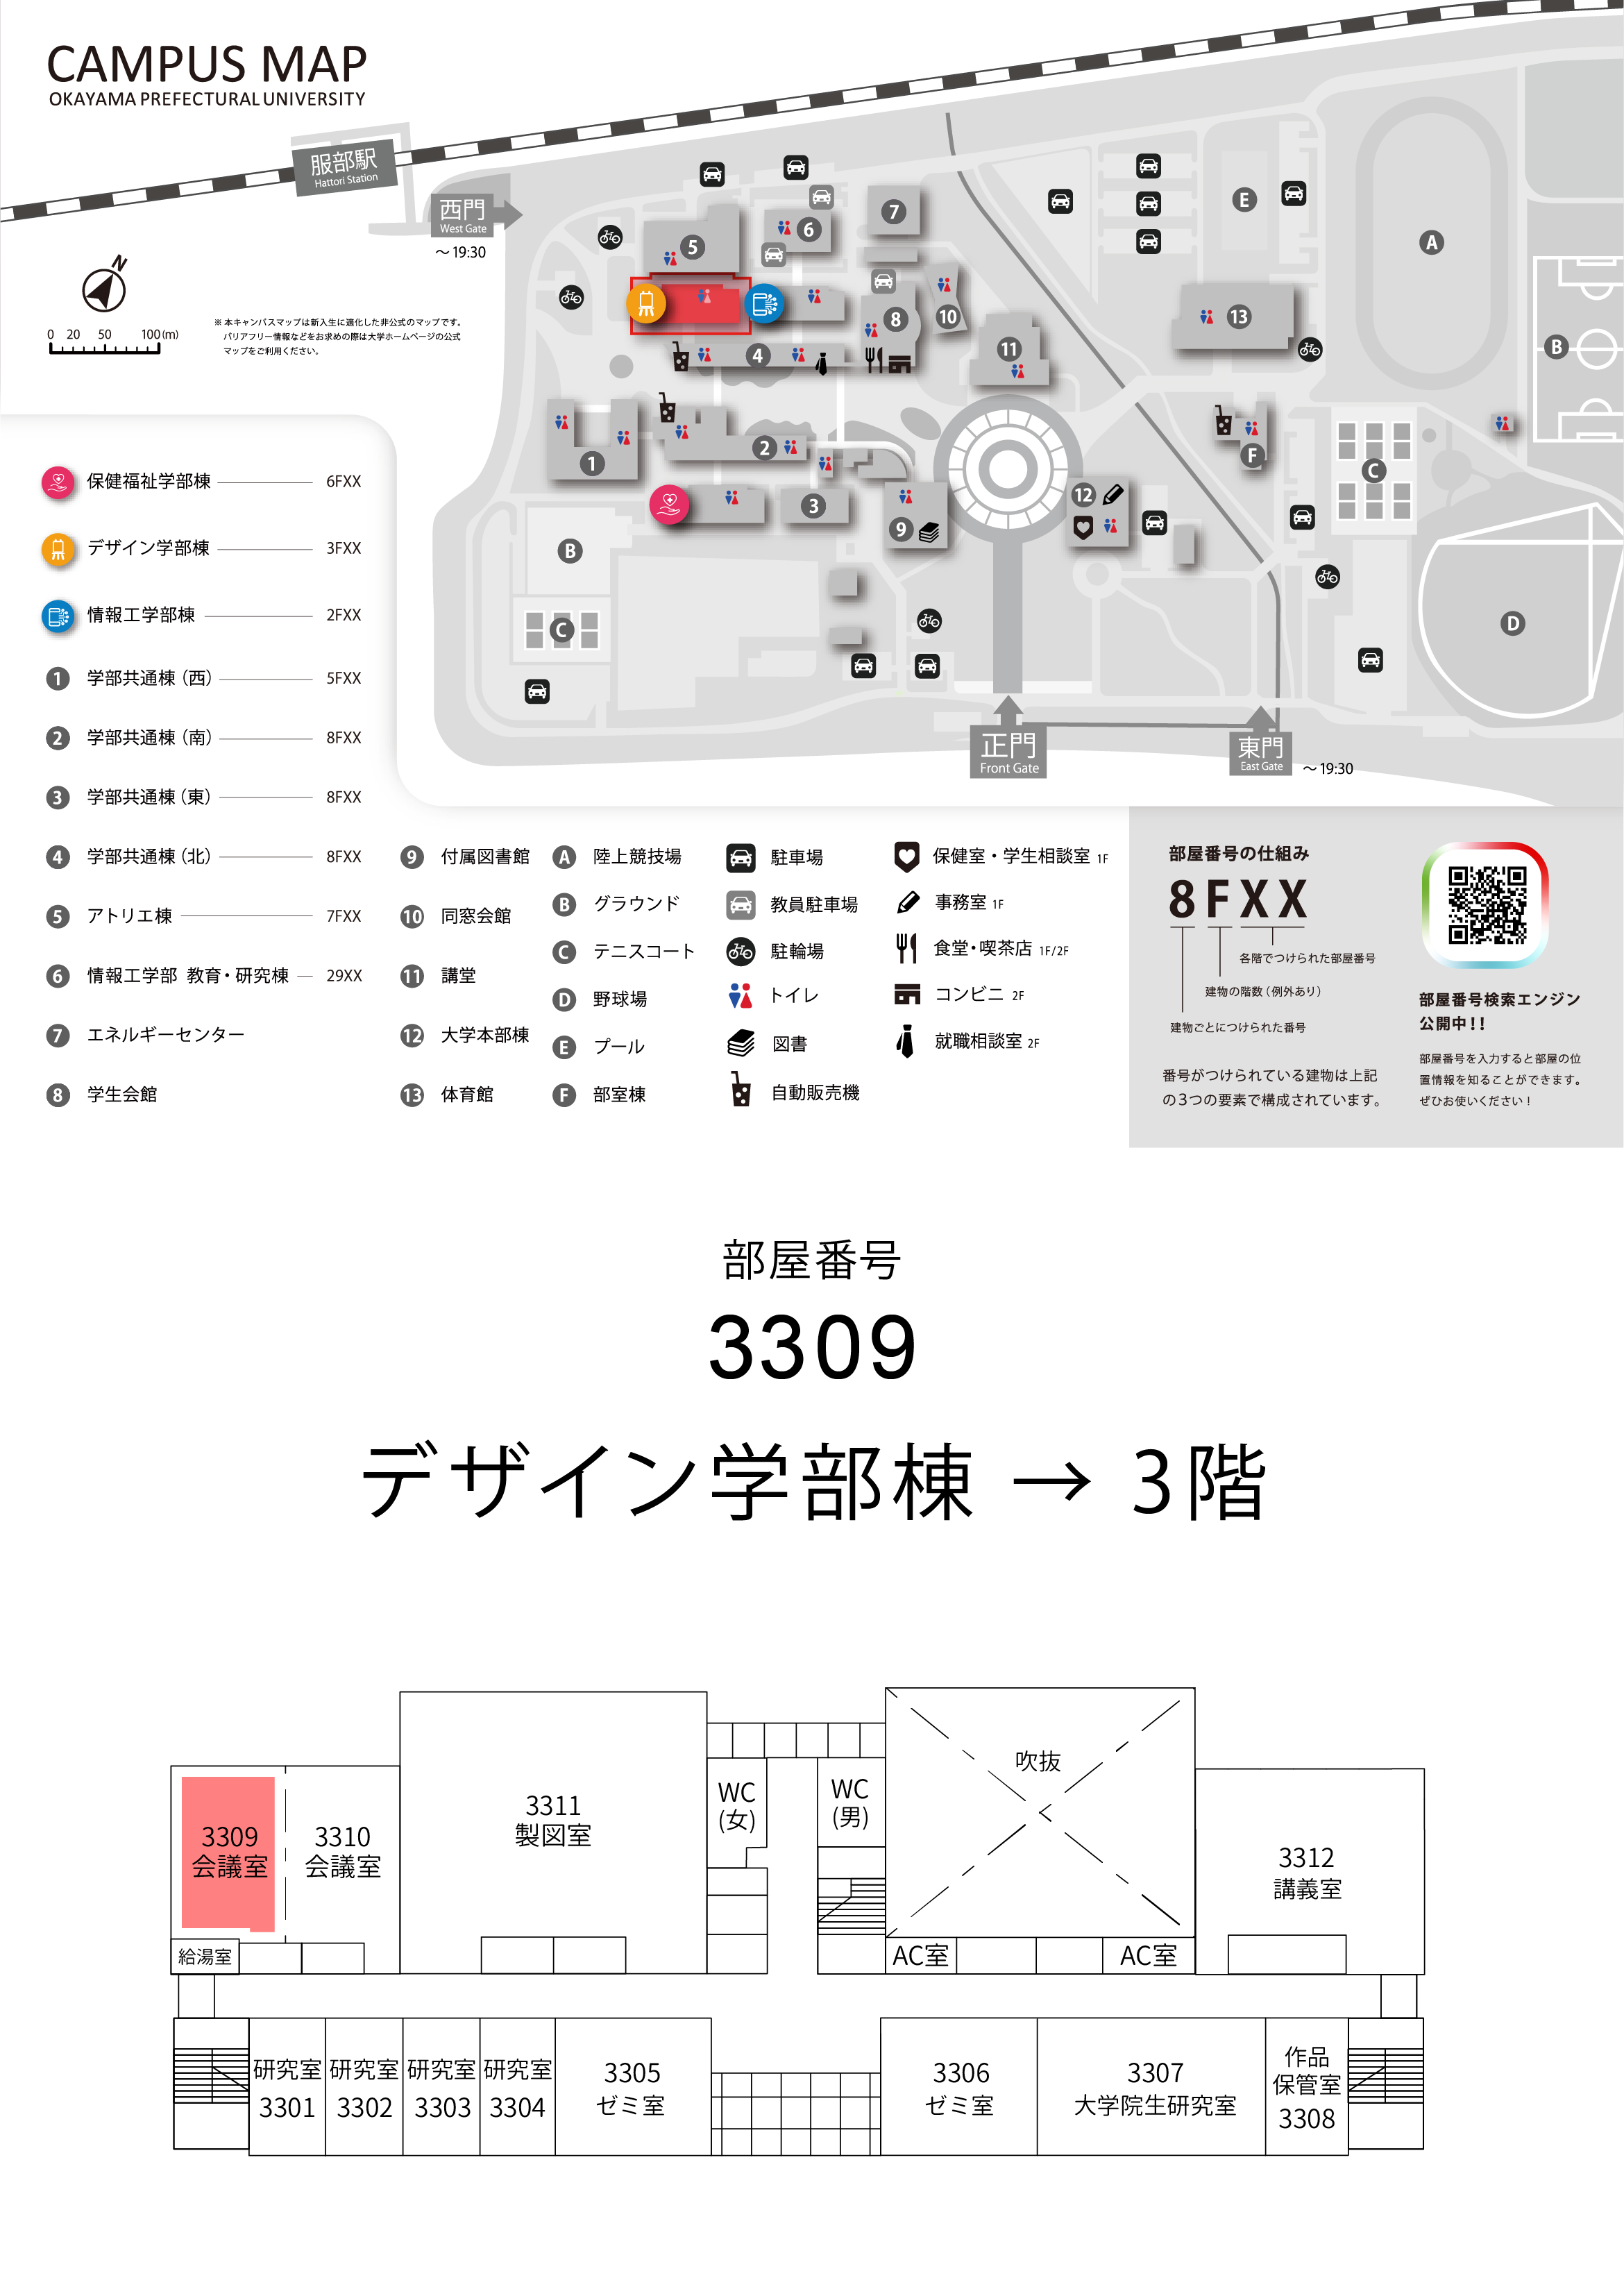 CAMPUS MAP
OKAYAMA PREFECTURAL UNIVERSITY
服部駅
Hattori Station
西門
West Gate
～19:30
N
0 20 50 100(m)
※ 本キャンパスマップは新入生に適化した非公式のマップです。
バリアフリー情報などをお求めの際は大学ホームページの公式
マップをご利用ください。
5
6
7
8
10
11
4
13
E
A
B
1
2
3
9
12
F
C
B
C
D
正門
Front Gate
東門
East Gate
～19:30
保健福祉学部棟 6FXX
デザイン学部棟 3FXX
情報工学部棟 2FXX
1 学部共通棟（西） 5FXX
2 学部共通棟（南） 8FXX
3 学部共通棟（東） 8FXX
4 学部共通棟（北） 8FXX
5 アトリエ棟 7FXX
6 情報工学部 教育・研究棟 29XX
7 エネルギーセンター
8 学生会館
9 付属図書館
10 同窓会館
11 講堂
12 大学本部棟
13 体育館
A 陸上競技場
B グラウンド
C テニスコート
D 野球場
E プール
F 部室棟
駐車場
教員駐車場
駐輪場
トイレ
図書
自動販売機
保健室・学生相談室 1F
事務室 1F
食堂・喫茶店 1F/2F
コンビニ 2F
就職相談室 2F
部屋番号の仕組み
8FXX
各階でつけられた部屋番号
建物の階数（例外あり）
建物ごとにつけられた番号
番号がつけられている建物は上記
の3つの要素で構成されています。
部屋番号検索エンジン
公開中!!
部屋番号を入力すると部屋の位
置情報を知ることができます。
ぜひお使いください！
部屋番号
3309
デザイン学部棟 → 3階
3309
会議室
3310
会議室
3311
製図室
WC
(女)
WC
(男)
吹抜
3312
講義室
給湯室
AC室
AC室
研究室
3301
研究室
3302
研究室
3303
研究室
3304
3305
ゼミ室
3306
ゼミ室
3307
大学院生研究室
作品
保管室
3308